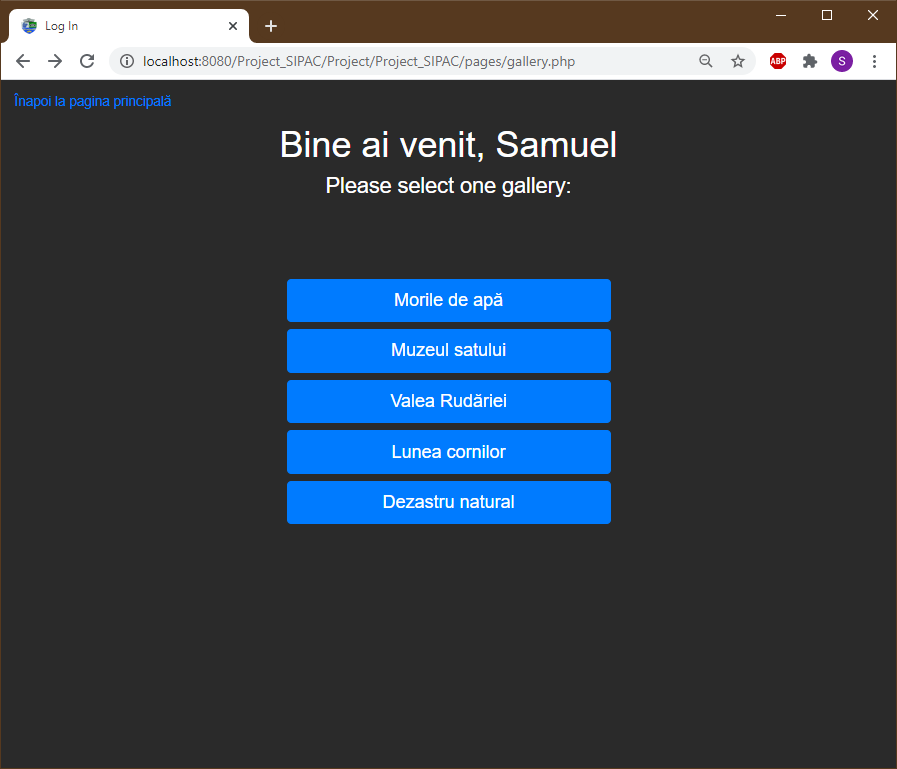 Log In
localhost:8080/Project_SIPAC/Project/Project_SIPAC/pages/gallery.php
ABP
S
Înapoi la pagina principală
Bine ai venit, Samuel
Please select one gallery:
Morile de apă
Muzeul satului
Valea Rudăriei
Lunea cornilor
Dezastru natural